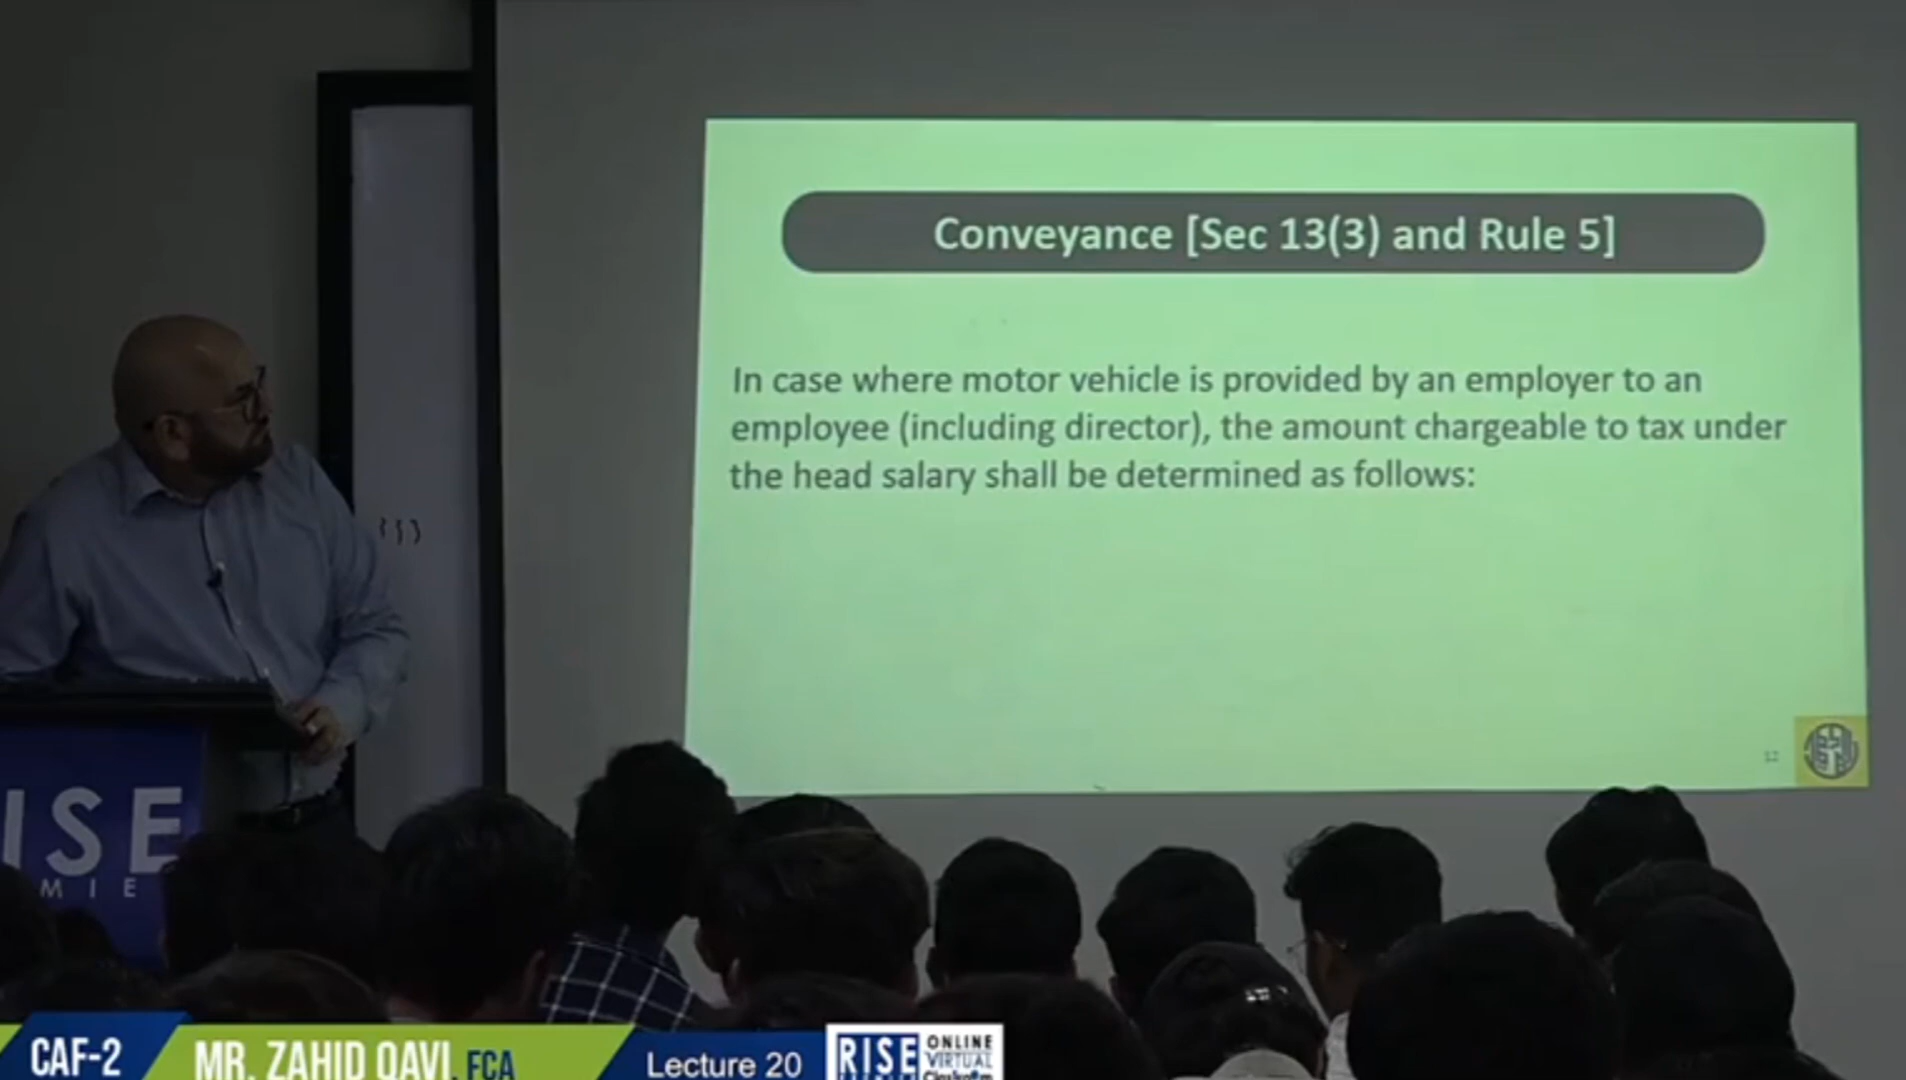 Conveyance [Sec 13(3) and Rule 5]
In case where motor vehicle is provided by an employer to an
employee (including director), the amount chargeable to tax under
the head salary shall be determined as follows:
ISE
MIE
CAF-2
MR. ZAHID QAVI, FCA
Lecture 20
RISE
ONLINE
VIRTUAL